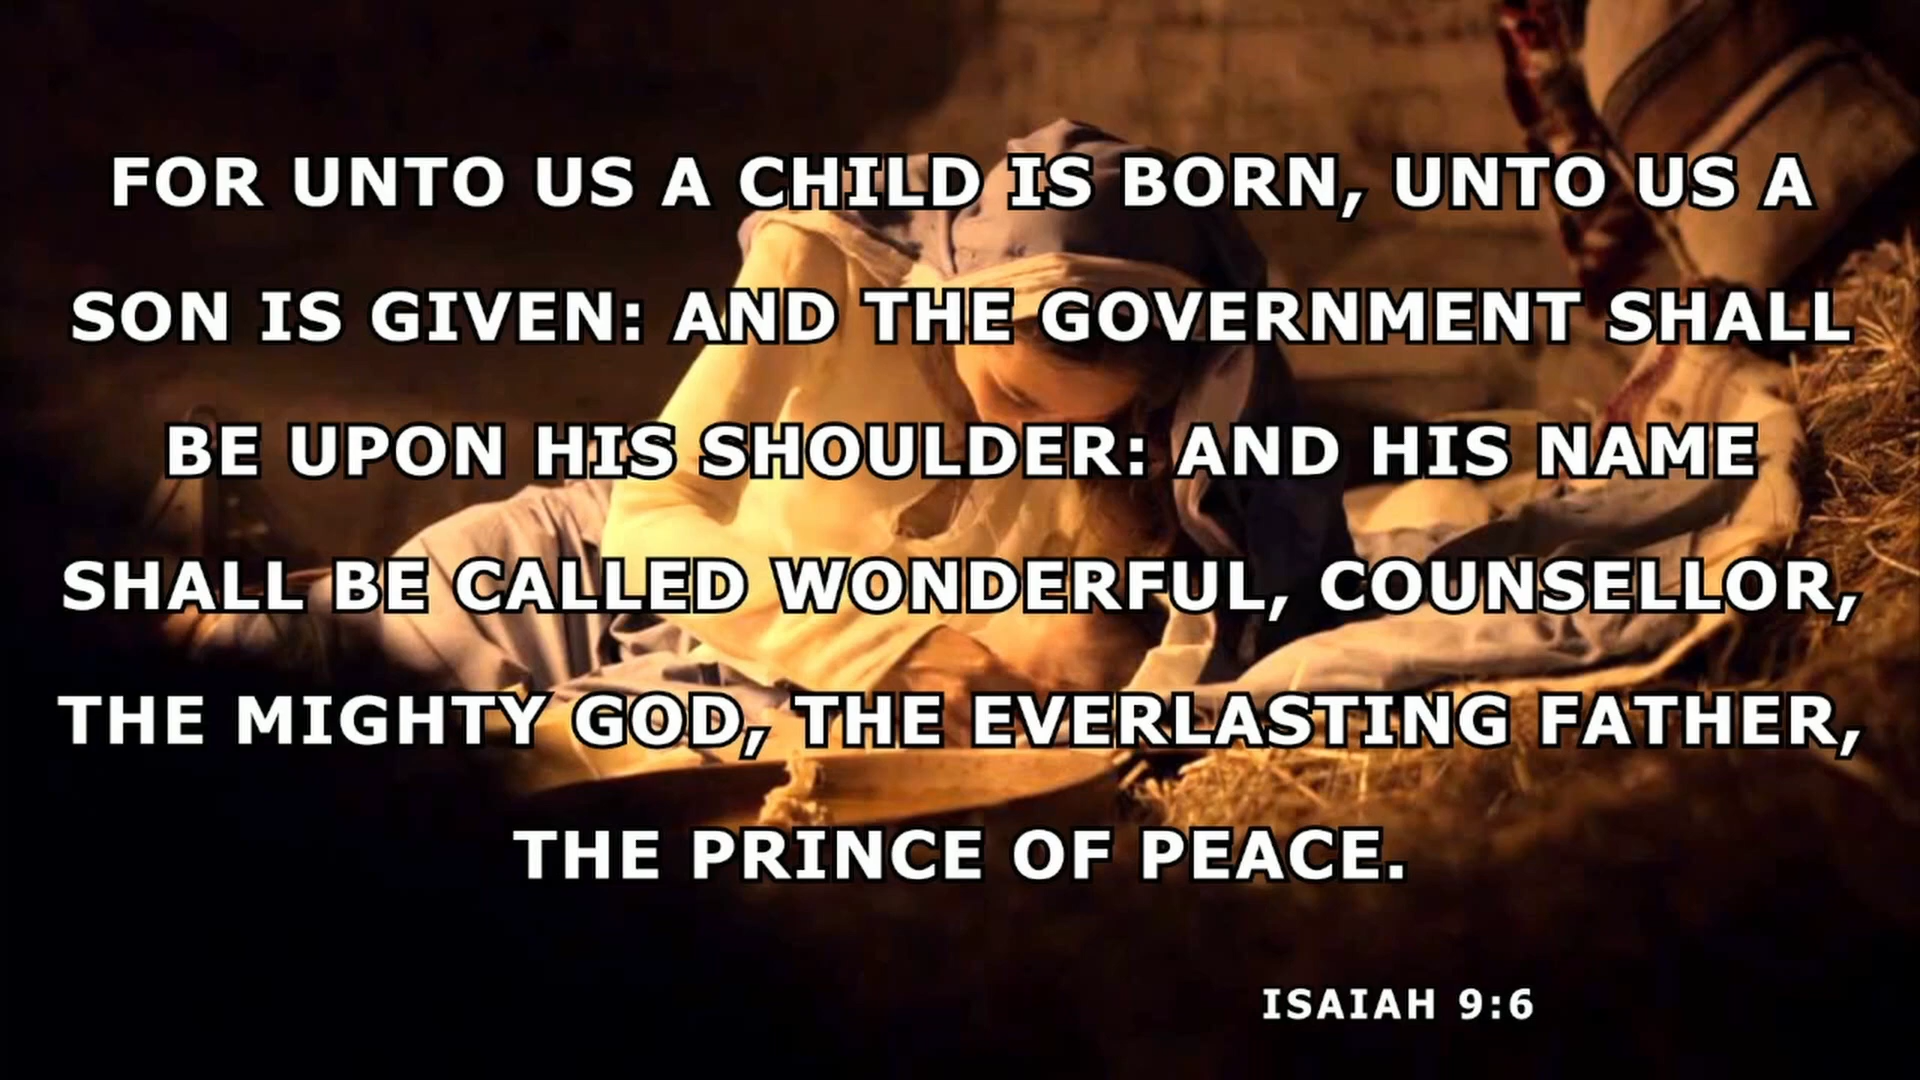 FOR UNTO US A CHILD IS BORN, UNTO US A
SON IS GIVEN: AND THE GOVERNMENT SHALL
BE UPON HIS SHOULDER: AND HIS NAME
SHALL BE CALLED WONDERFUL, COUNSELLOR,
THE MIGHTY GOD, THE EVERLASTING FATHER,
THE PRINCE OF PEACE.
ISAIAH 9:6